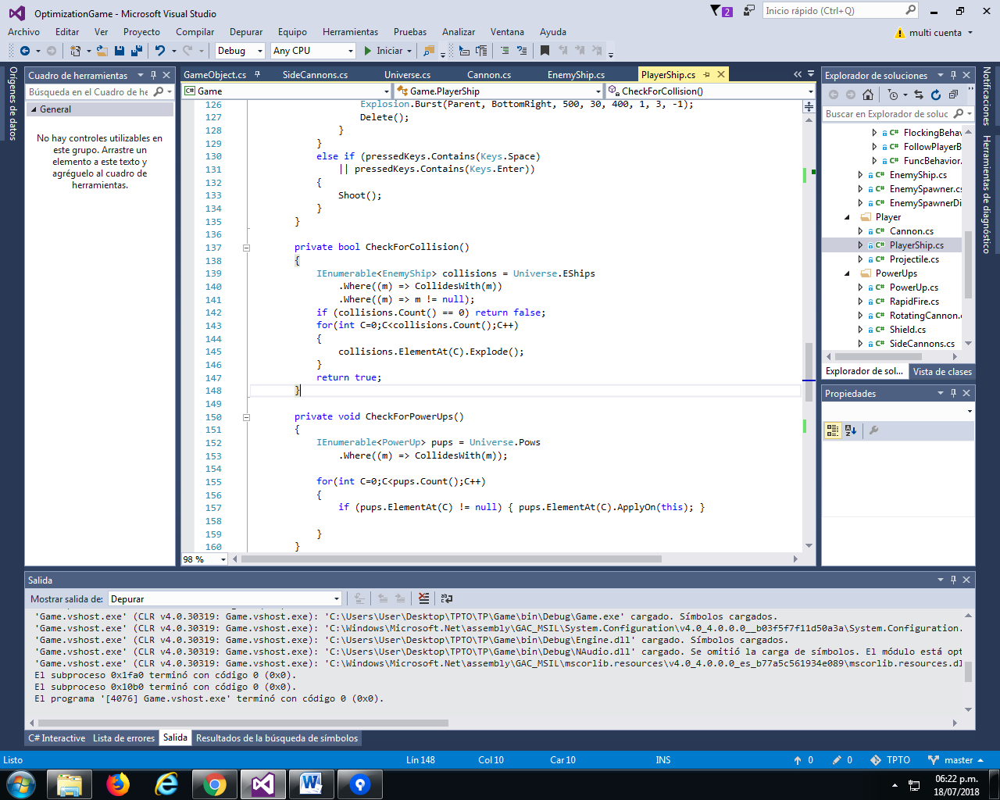 OptimizationGame - Microsoft Visual Studio
2
Inicio rápido (Ctrl+Q)
Archivo Editar Ver Proyecto Compilar Depurar Equipo Herramientas Pruebas Analizar Ventana Ayuda
multi cuenta
Debug Any CPU Iniciar
Orígenes de datos
Cuadro de herramientas
Búsqueda en el Cuadro de he
General
No hay controles utilizables en
este grupo. Arrastre un
elemento a este texto y
agréguelo al cuadro de
herramientas.
GameObject.cs SideCannons.cs Universe.cs Cannon.cs EnemyShip.cs PlayerShip.cs
C# Game Game.PlayerShip CheckForCollision()
126 Explosion.Burst(Parent, BottomRight, 500, 30, 400, 1, 3, -1);
127 Delete();
128 }
129 }
130 else if (pressedKeys.Contains(Keys.Space)
131 || pressedKeys.Contains(Keys.Enter))
132 {
133 Shoot();
134 }
135 }
136
137 private bool CheckForCollision()
138 {
139 IEnumerable<EnemyShip> collisions = Universe.EShips
140 .Where((m) => CollidesWith(m))
141 .Where((m) => m != null);
142 if (collisions.Count() == 0) return false;
143 for(int C=0;C<collisions.Count();C++)
144 {
145 collisions.ElementAt(C).Explode();
146 }
147 return true;
148 }
149
150 private void CheckForPowerUps()
151 {
152 IEnumerable<PowerUp> pups = Universe.Pows
153 .Where((m) => CollidesWith(m));
154
155 for(int C=0;C<pups.Count();C++)
156 {
157 if (pups.ElementAt(C) != null) { pups.ElementAt(C).ApplyOn(this); }
158
159 }
160 }
98 %
Explorador de soluciones
Buscar en Explorador de soluc
C# FlockingBehav
C# FollowPlayerB
C# FuncBehavior.
C# EnemyShip.cs
C# EnemySpawner.cs
C# EnemySpawnerDi
Player
C# Cannon.cs
C# PlayerShip.cs
C# Projectile.cs
PowerUps
C# PowerUp.cs
C# RapidFire.cs
C# RotatingCannon.
C# Shield.cs
C# SideCannons.cs
Explorador de sol... Vista de clases
Propiedades
Notificaciones
Herramientas de diagnóstico
Salida
Mostrar salida de: Depurar
'Game.vshost.exe' (CLR v4.0.30319: Game.vshost.exe): 'C:\Users\User\Desktop\TPTO\TP\Game\bin\Debug\Game.exe' cargado. Símbolos cargados.
'Game.vshost.exe' (CLR v4.0.30319: Game.vshost.exe): 'C:\Windows\Microsoft.Net\assembly\GAC_MSIL\System.Configuration\v4.0_4.0.0.0__b03f5f7f11d50a3a\System.Configuration.
'Game.vshost.exe' (CLR v4.0.30319: Game.vshost.exe): 'C:\Users\User\Desktop\TPTO\TP\Game\bin\Debug\Engine.dll' cargado. Símbolos cargados.
'Game.vshost.exe' (CLR v4.0.30319: Game.vshost.exe): 'C:\Users\User\Desktop\TPTO\TP\Game\bin\Debug\NAudio.dll' cargado. Se omitió la carga de símbolos. El módulo está opt
'Game.vshost.exe' (CLR v4.0.30319: Game.vshost.exe): 'C:\Windows\Microsoft.Net\assembly\GAC_MSIL\mscorlib.resources\v4.0_4.0.0.0_es_b77a5c561934e089\mscorlib.resources.dl
El subproceso 0x1fa0 terminó con código 0 (0x0).
El subproceso 0x10b0 terminó con código 0 (0x0).
El programa '[4076] Game.vshost.exe' terminó con código 0 (0x0).
C# Interactive Lista de errores Salida Resultados de la búsqueda de símbolos
Listo Lín 148 Col 10 Car 10 INS 0 0 TPTO master
06:22 p.m.
18/07/2018